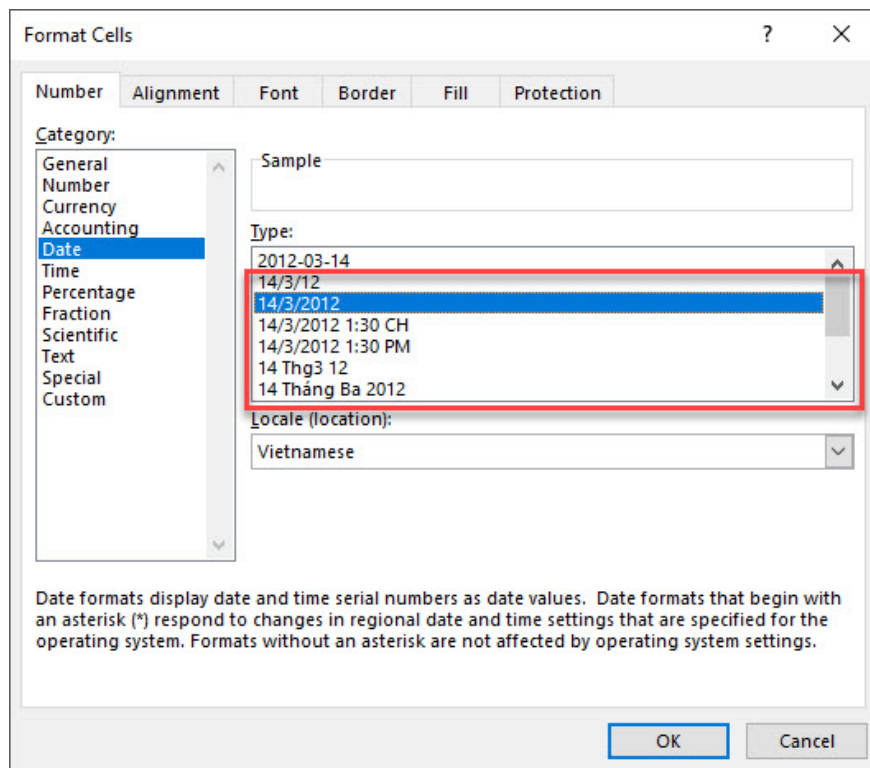 Format Cells
?
Number Alignment Font Border Fill Protection
Category:
General
Number
Currency
Accounting
Date
Time
Percentage
Fraction
Scientific
Text
Special
Custom
Sample
Type:
2012-03-14
14/3/12
14/3/2012
14/3/2012 1:30 CH
14/3/2012 1:30 PM
14 Thg3 12
14 Tháng Ba 2012
Locale (location):
Vietnamese
Date formats display date and time serial numbers as date values.  Date formats that begin with
an asterisk (*) respond to changes in regional date and time settings that are specified for the
operating system. Formats without an asterisk are not affected by operating system settings.
OK Cancel